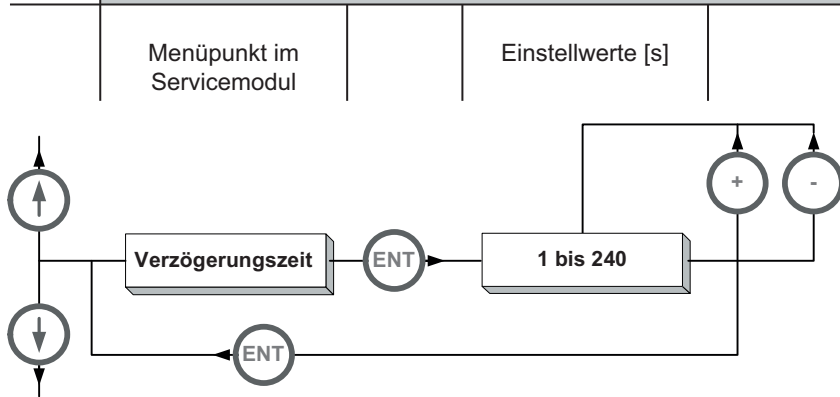 Menüpunkt im
Servicemodul
Einstellwerte [s]
+
-
Verzögerungszeit
ENT
1 bis 240
ENT